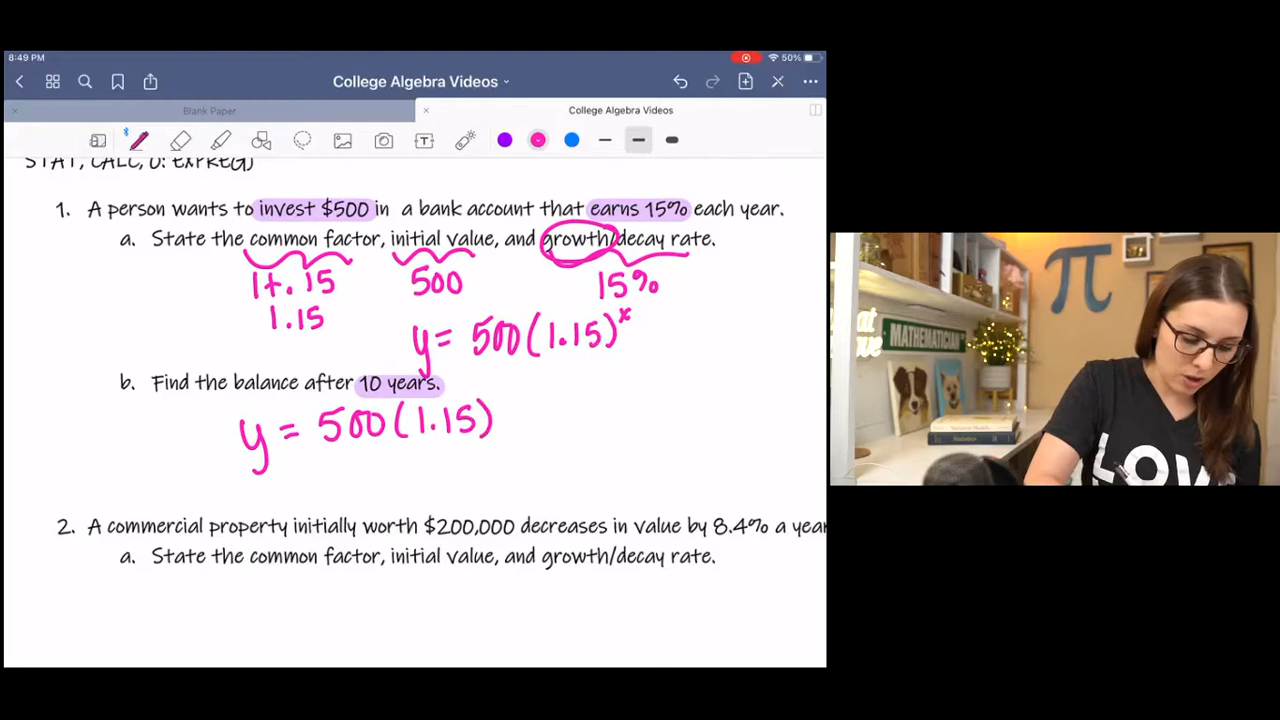 8:49 PM 50%
College Algebra Videos
Blank Paper College Algebra Videos
STAT, CALC, 0: EXPRE(G)
1. A person wants to invest $500 in a bank account that earns 15% each year.
a. State the common factor, initial value, and growth/decay rate.
1+.15 500 15%
1.15
y = 500(1.15)ˣ
b. Find the balance after 10 years.
y = 500(1.15)
MATHEMATICIAN
π
Statistics
LOV
2. A commercial property initially worth $200,000 decreases in value by 8.4% a year
a. State the common factor, initial value, and growth/decay rate.